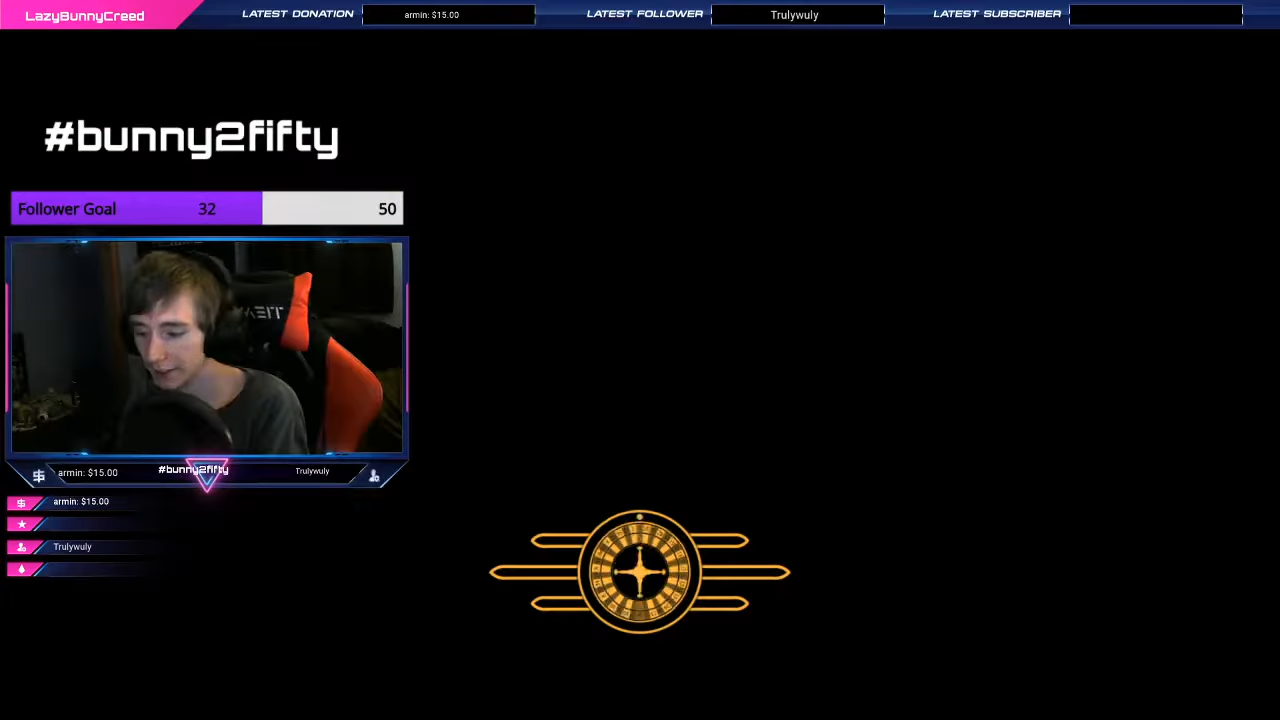 LazyBunnyCreed
LATEST DONATION
armin: $15.00
LATEST FOLLOWER
Trulywuly
LATEST SUBSCRIBER
#bunny2fifty
Follower Goal
32
50
armin: $15.00
#bunny2fifty
Trulywuly
armin: $15.00
Trulywuly